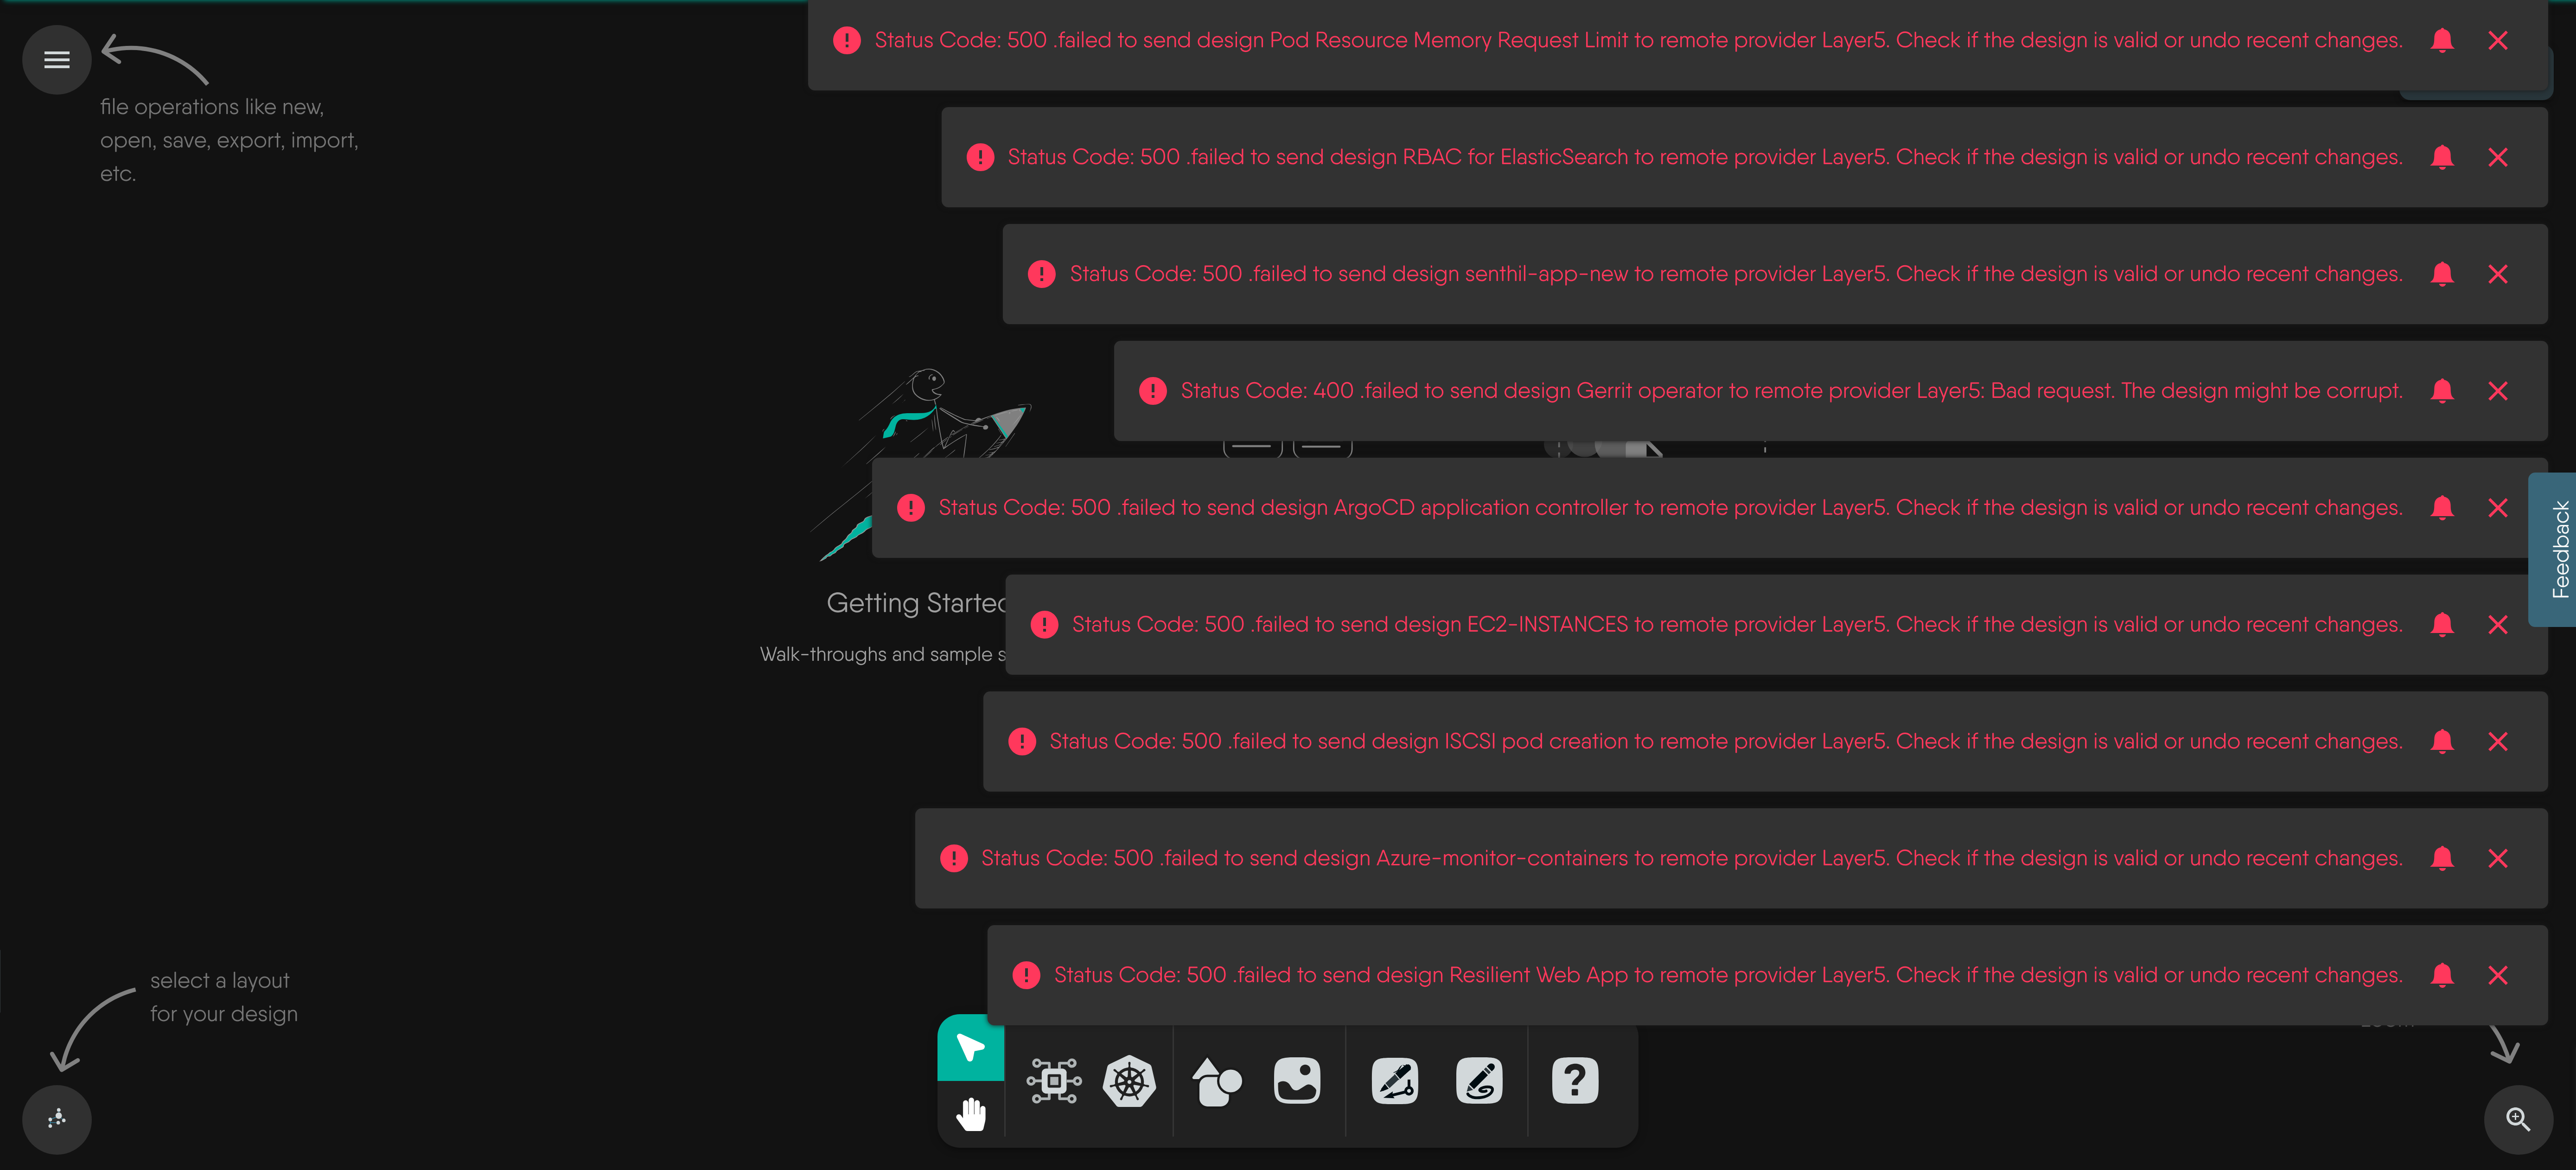 Status Code: 500 .failed to send design Pod Resource Memory Request Limit to remote provider Layer5. Check if the design is valid or undo recent changes.
file operations like new,
open, save, export, import,
etc.
Status Code: 500 .failed to send design RBAC for ElasticSearch to remote provider Layer5. Check if the design is valid or undo recent changes.
Status Code: 500 .failed to send design senthil-app-new to remote provider Layer5. Check if the design is valid or undo recent changes.
Status Code: 400 .failed to send design Gerrit operator to remote provider Layer5: Bad request. The design might be corrupt.
Status Code: 500 .failed to send design ArgoCD application controller to remote provider Layer5. Check if the design is valid or undo recent changes.
Feedback
Getting Started
Status Code: 500 .failed to send design EC2-INSTANCES to remote provider Layer5. Check if the design is valid or undo recent changes.
Walk-throughs and sample
Status Code: 500 .failed to send design ISCSI pod creation to remote provider Layer5. Check if the design is valid or undo recent changes.
Status Code: 500 .failed to send design Azure-monitor-containers to remote provider Layer5. Check if the design is valid or undo recent changes.
Status Code: 500 .failed to send design Resilient Web App to remote provider Layer5. Check if the design is valid or undo recent changes.
select a layout
for your design